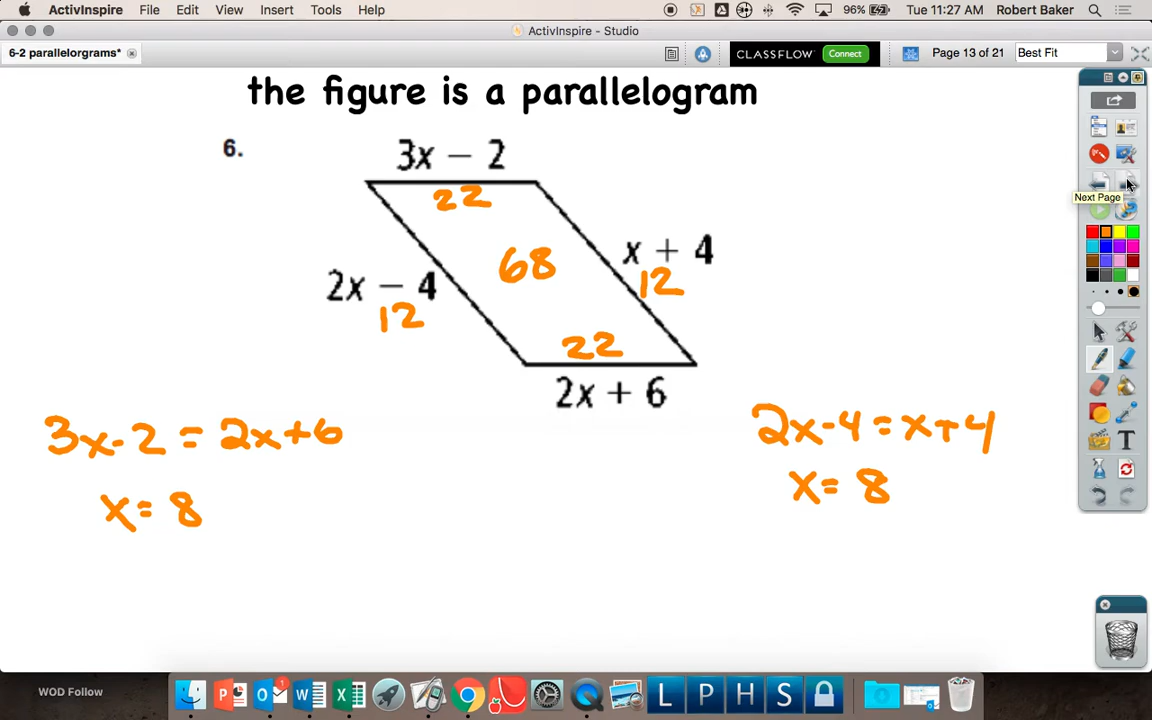 ActivInspire File Edit View Insert Tools Help 96% Tue 11:27 AM Robert Baker
ActivInspire - Studio
6-2 parallelorgrams* CLASSFLOW Connect Page 13 of 21 Best Fit
the figure is a parallelogram
6.
3x − 2
22
Next Page
x + 4
12
68
2x − 4
12
22
2x + 6
3x-2 = 2x+6
x= 8
2x-4=x+4
x= 8
T
WOD Follow
P 1 W X L P H S